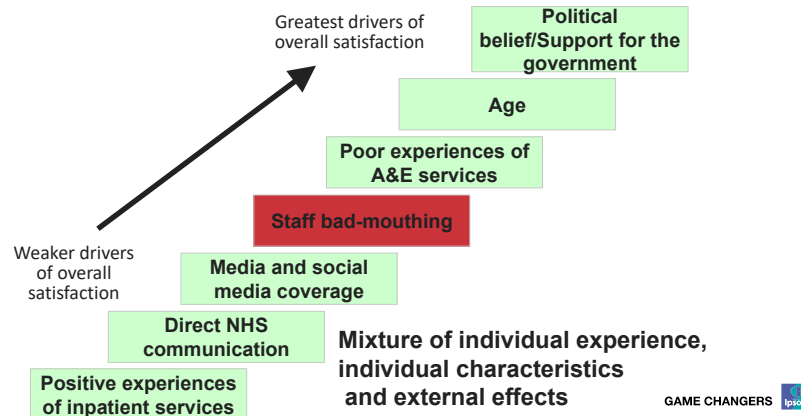 Greatest drivers of
overall satisfaction
Political
belief/Support for the
government
Age
Poor experiences of
A&E services
Staff bad-mouthing
Weaker drivers
of overall
satisfaction
Media and social
media coverage
Direct NHS
communication
Positive experiences
of inpatient services
Mixture of individual experience,
individual characteristics
and external effects
GAME CHANGERS